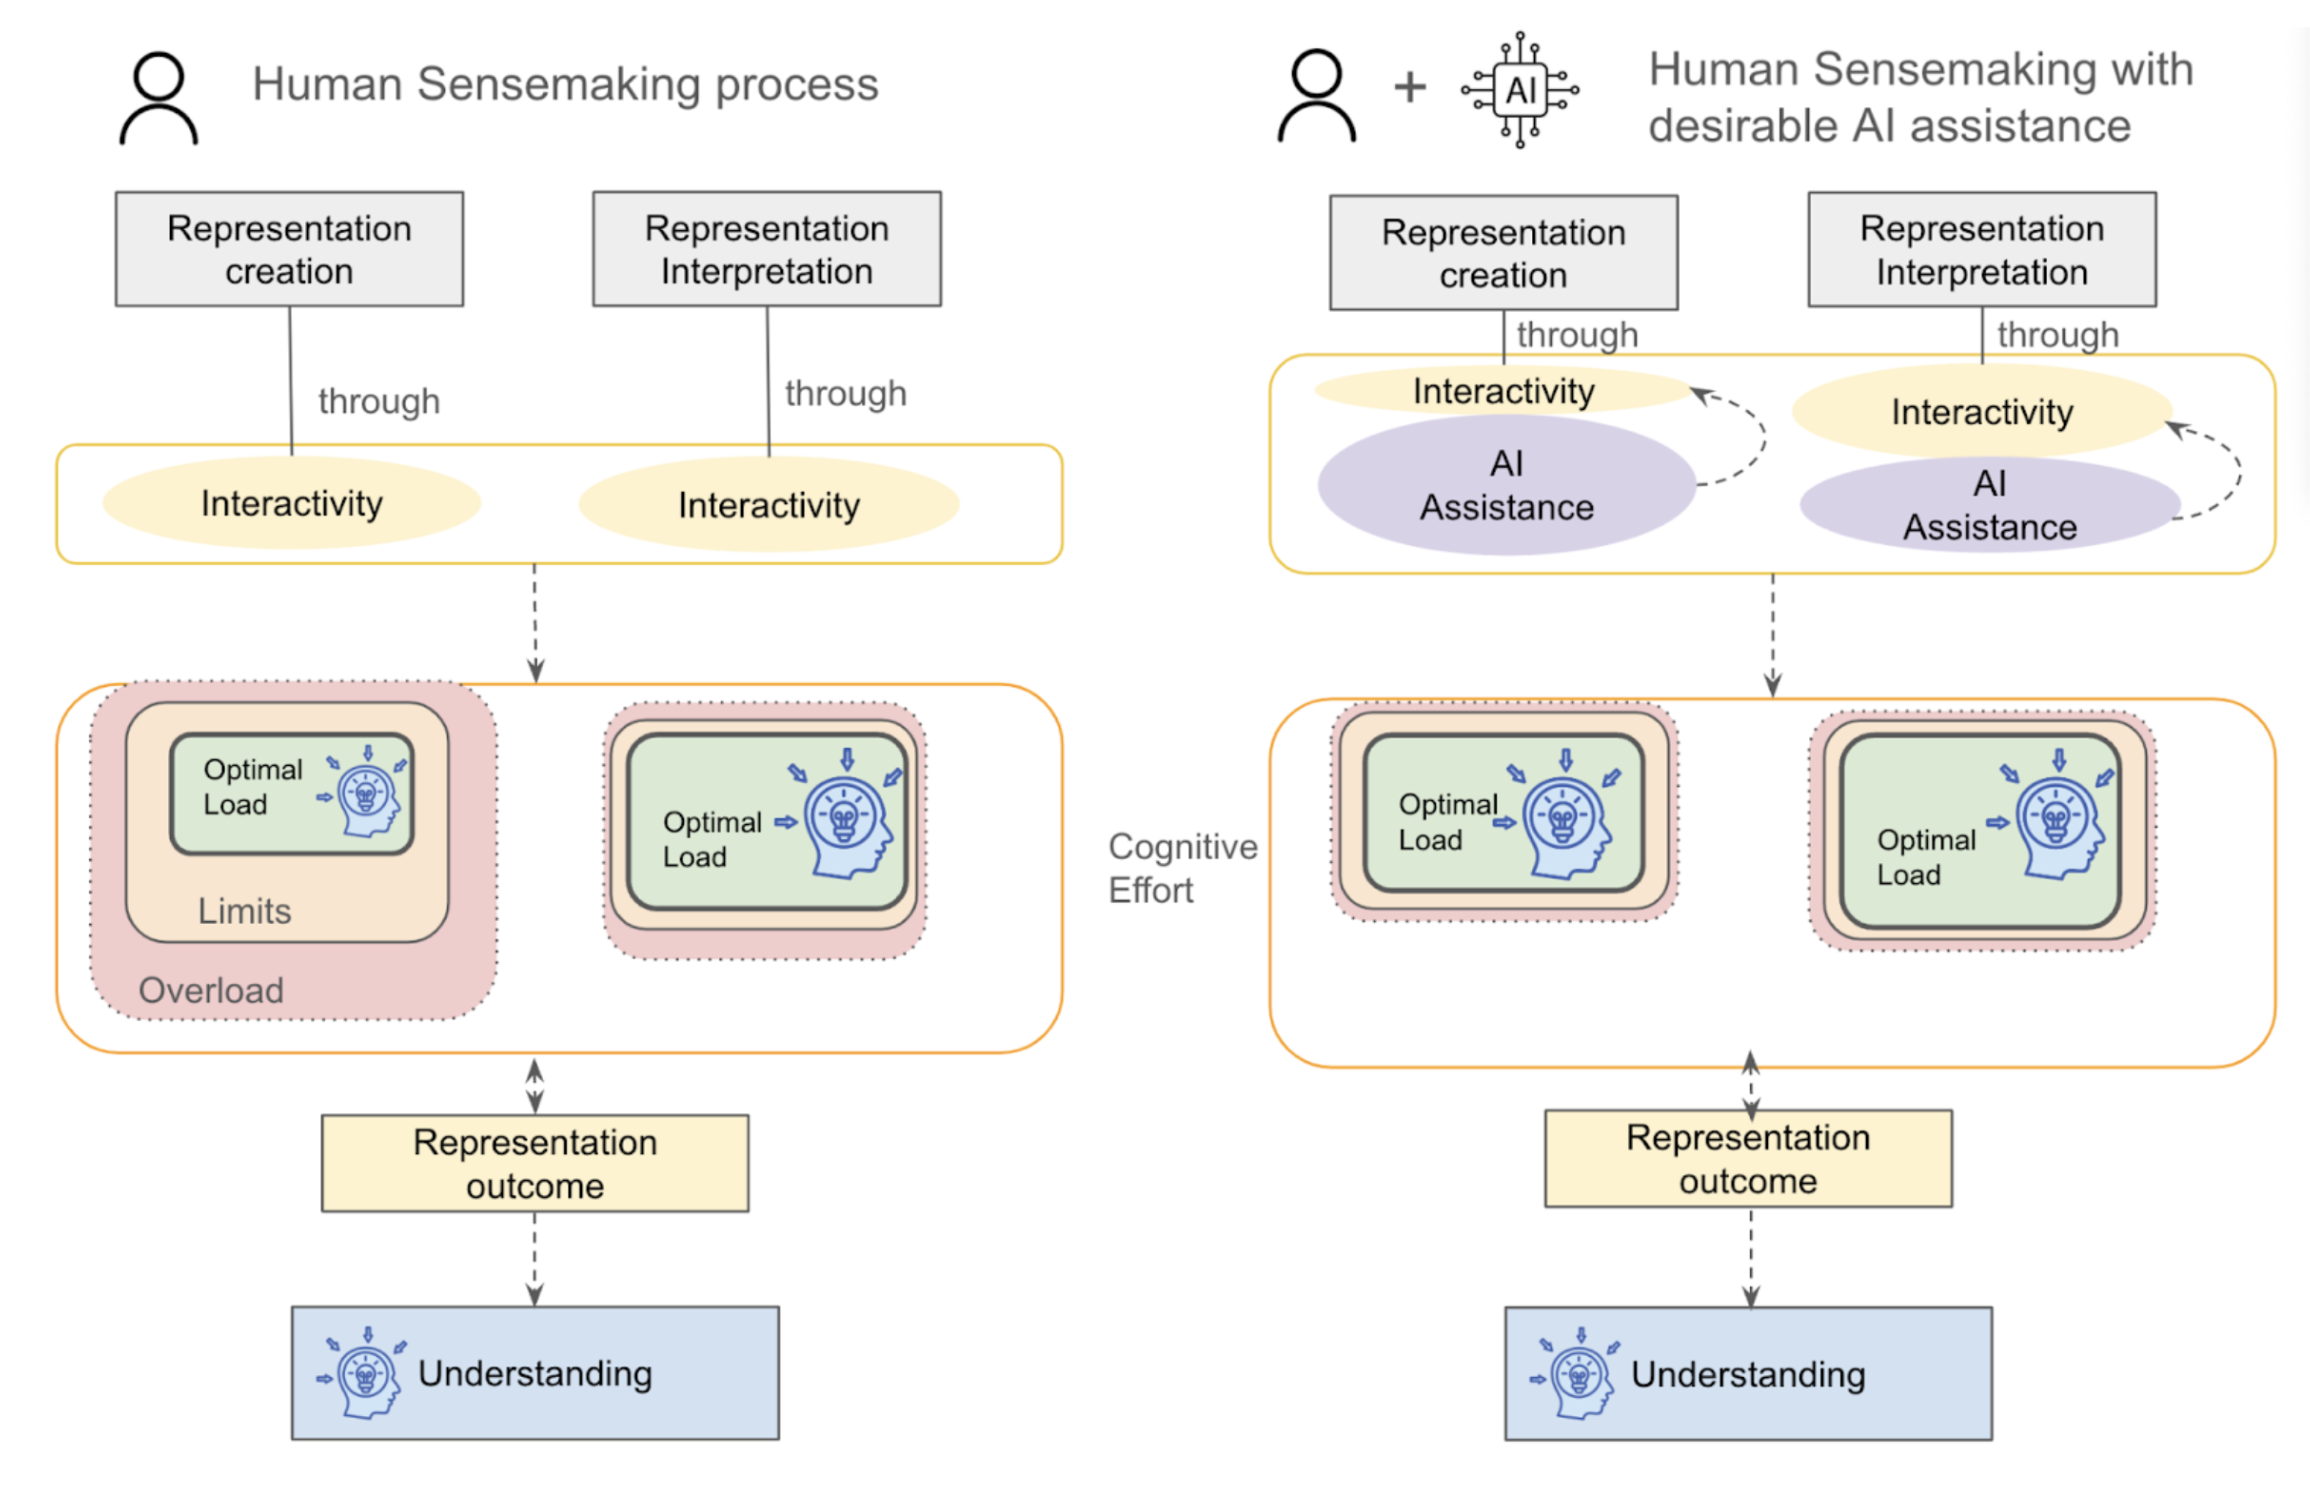 Human Sensemaking process
Representation
creation
Representation
Interpretation
through
through
Interactivity
Interactivity
Optimal
Load
Limits
Overload
Optimal
Load
Representation
outcome
Understanding
Cognitive
Effort
+
AI
Human Sensemaking with
desirable AI assistance
Representation
creation
Representation
Interpretation
through
through
Interactivity
AI
Assistance
Interactivity
AI
Assistance
Optimal
Load
Optimal
Load
Representation
outcome
Understanding